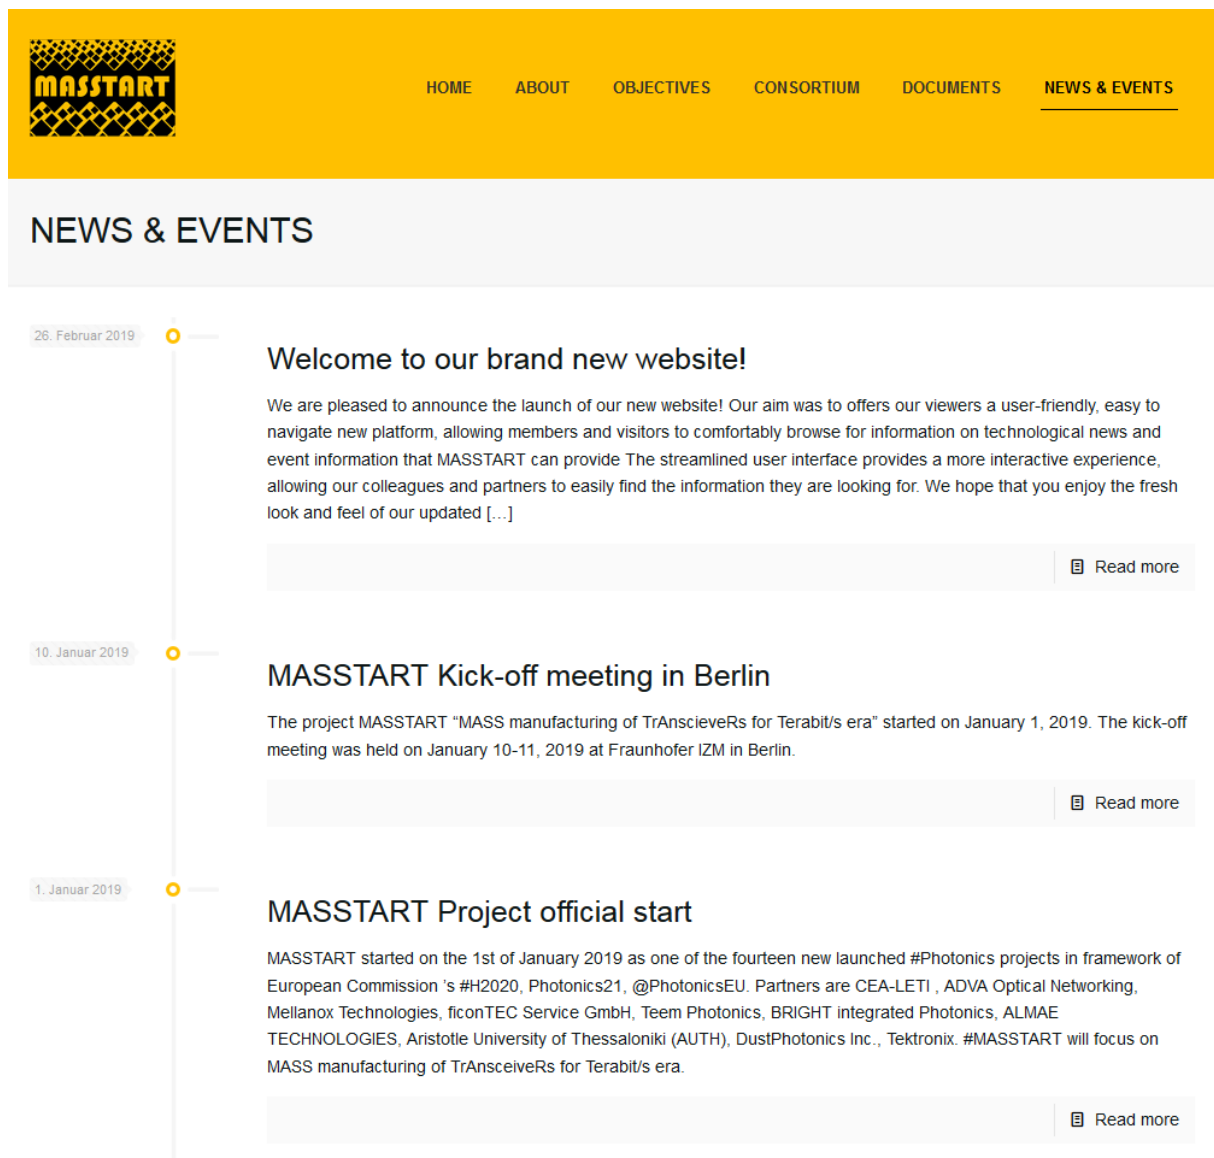 MASSTART
HOME ABOUT OBJECTIVES CONSORTIUM DOCUMENTS NEWS & EVENTS
NEWS & EVENTS
26. Februar 2019
Welcome to our brand new website!
We are pleased to announce the launch of our new website! Our aim was to offers our viewers a user-friendly, easy to
navigate new platform, allowing members and visitors to comfortably browse for information on technological news and
event information that MASSTART can provide The streamlined user interface provides a more interactive experience,
allowing our colleagues and partners to easily find the information they are looking for. We hope that you enjoy the fresh
look and feel of our updated […]
Read more
10. Januar 2019
MASSTART Kick-off meeting in Berlin
The project MASSTART “MASS manufacturing of TrAnscieveRs for Terabit/s era” started on January 1, 2019. The kick-off
meeting was held on January 10-11, 2019 at Fraunhofer IZM in Berlin.
Read more
1. Januar 2019
MASSTART Project official start
MASSTART started on the 1st of January 2019 as one of the fourteen new launched #Photonics projects in framework of
European Commission ’s #H2020, Photonics21, @PhotonicsEU. Partners are CEA-LETI , ADVA Optical Networking,
Mellanox Technologies, ficonTEC Service GmbH, Teem Photonics, BRIGHT integrated Photonics, ALMAE
TECHNOLOGIES, Aristotle University of Thessaloniki (AUTH), DustPhotonics Inc., Tektronix. #MASSTART will focus on
MASS manufacturing of TrAnsceiveRs for Terabit/s era.
Read more